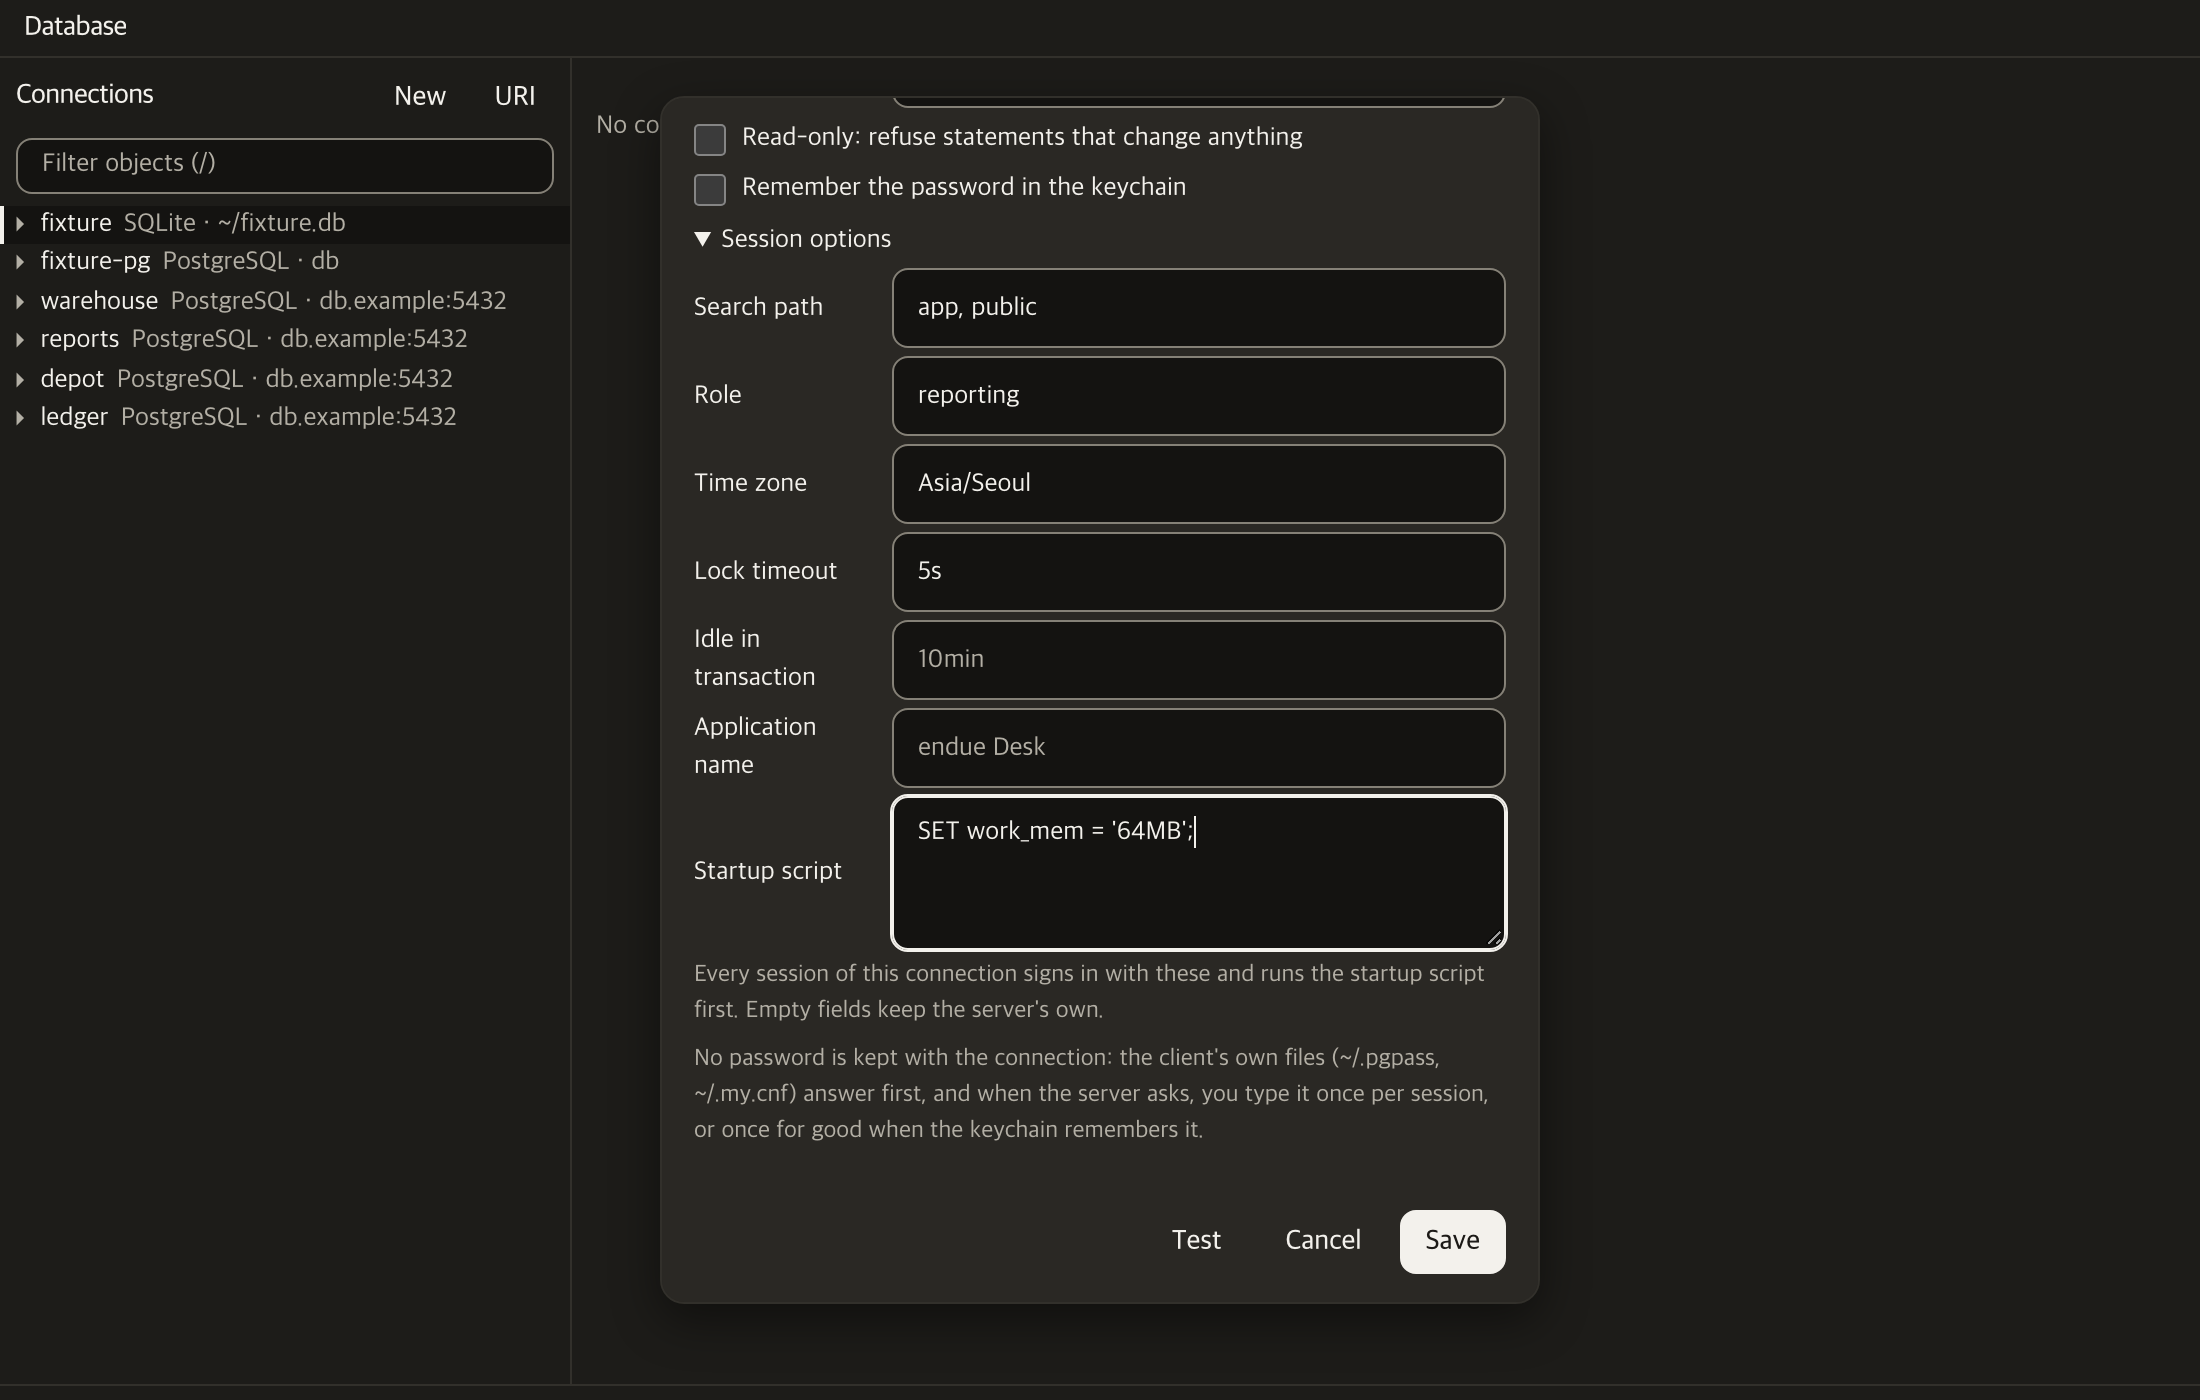 Database
Connections
New
URI
Filter objects (/)
fixture SQLite · ~/fixture.db
fixture-pg PostgreSQL · db
warehouse PostgreSQL · db.example:5432
reports PostgreSQL · db.example:5432
depot PostgreSQL · db.example:5432
ledger PostgreSQL · db.example:5432
No co
Read-only: refuse statements that change anything
Remember the password in the keychain
Session options
Search path
app, public
Role
reporting
Time zone
Asia/Seoul
Lock timeout
5s
Idle in
transaction
10min
Application
name
endue Desk
Startup script
SET work_mem = '64MB';
Every session of this connection signs in with these and runs the startup script
first. Empty fields keep the server's own.
No password is kept with the connection: the client's own files (~/.pgpass,
~/.my.cnf) answer first, and when the server asks, you type it once per session,
or once for good when the keychain remembers it.
Test
Cancel
Save